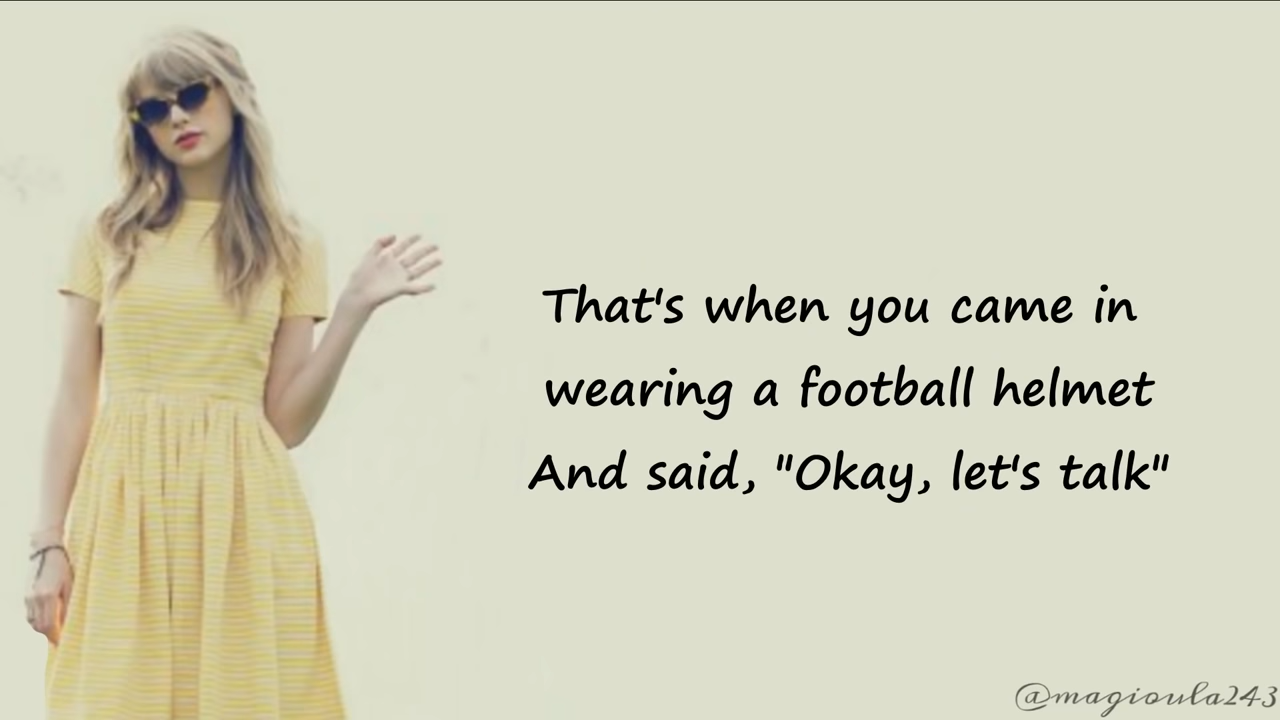 That's when you came in
wearing a football helmet
And said, "Okay, let's talk"
@magioula243